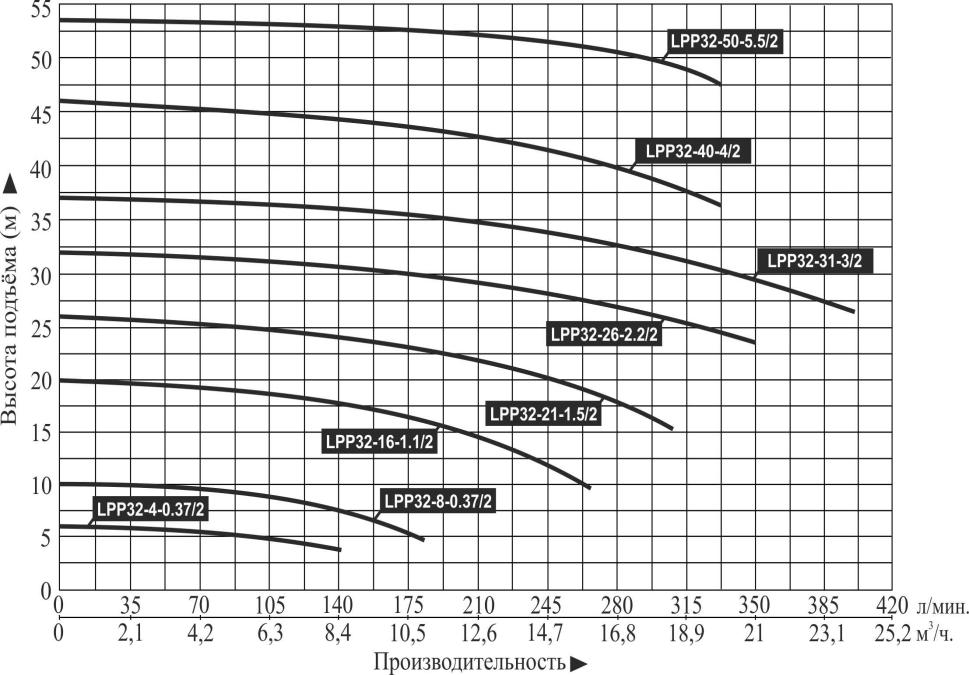 Высота подъёма (м)
55
50
45
40
35
30
25
20
15
10
5
0
LPP32-50-5.5/2
LPP32-40-4/2
LPP32-31-3/2
LPP32-26-2.2/2
LPP32-21-1.5/2
LPP32-16-1.1/2
LPP32-8-0.37/2
LPP32-4-0.37/2
0 35 70 105 140 175 210 245 280 315 350 385 420 л/мин.
0 2,1 4,2 6,3 8,4 10,5 12,6 14,7 16,8 18,9 21 23,1 25,2 м³/ч.
Производительность